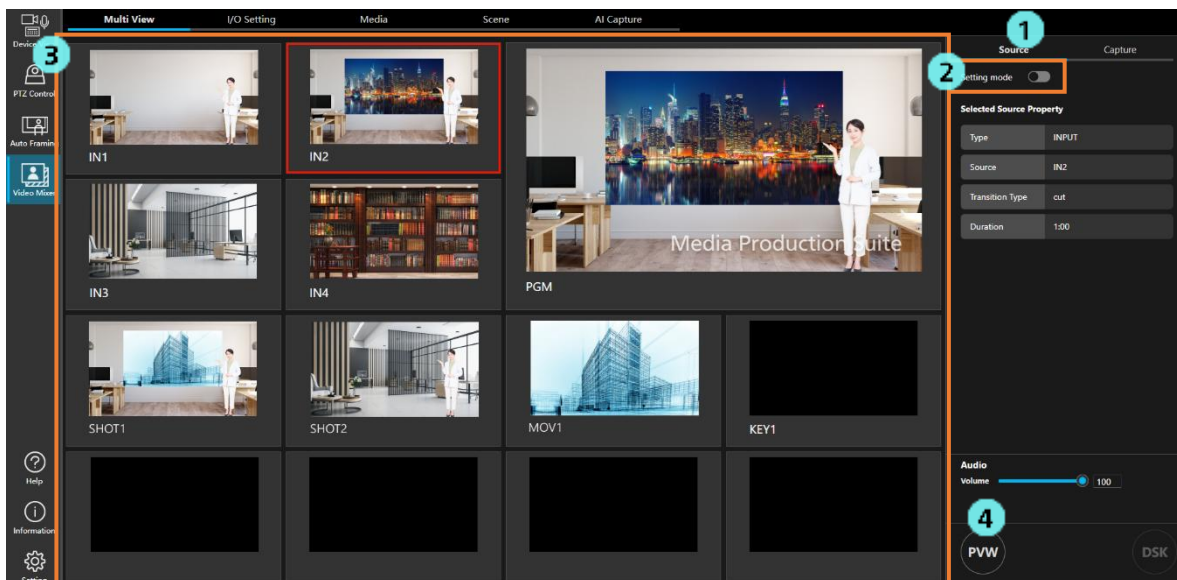 Multi View I/O Setting Media Scene AI Capture
1
Device
3
Source Capture
2
Setting mode
PTZ Control
Selected Source Property
Auto Framing
Type INPUT
IN1 IN2
Source IN2
Video Mixer
Transition Type cut
Duration 1:00
Media Production Suite
PGM
IN3 IN4
SHOT1 SHOT2 MOV1 KEY1
Help
Audio
Volume 100
Information
4
PVW DSK
Setting